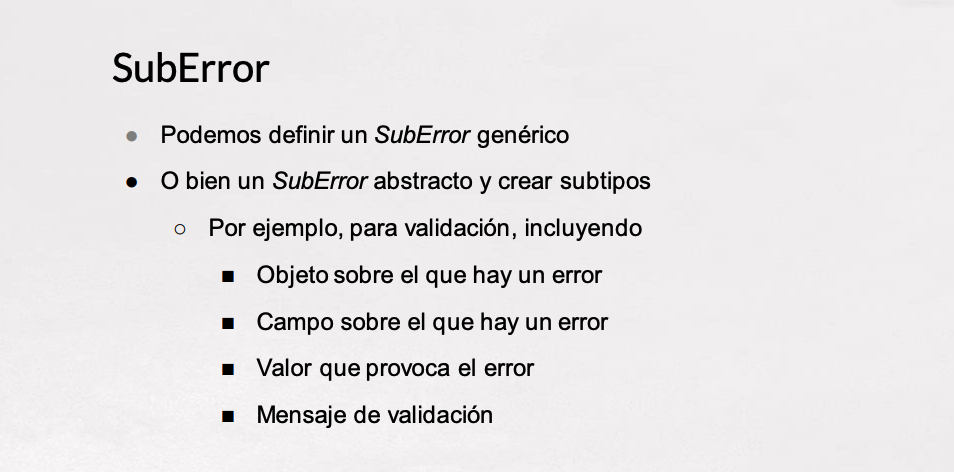 SubError
● Podemos definir un SubError genérico
● O bien un SubError abstracto y crear subtipos
○ Por ejemplo, para validación, incluyendo
■ Objeto sobre el que hay un error
■ Campo sobre el que hay un error
■ Valor que provoca el error
■ Mensaje de validación